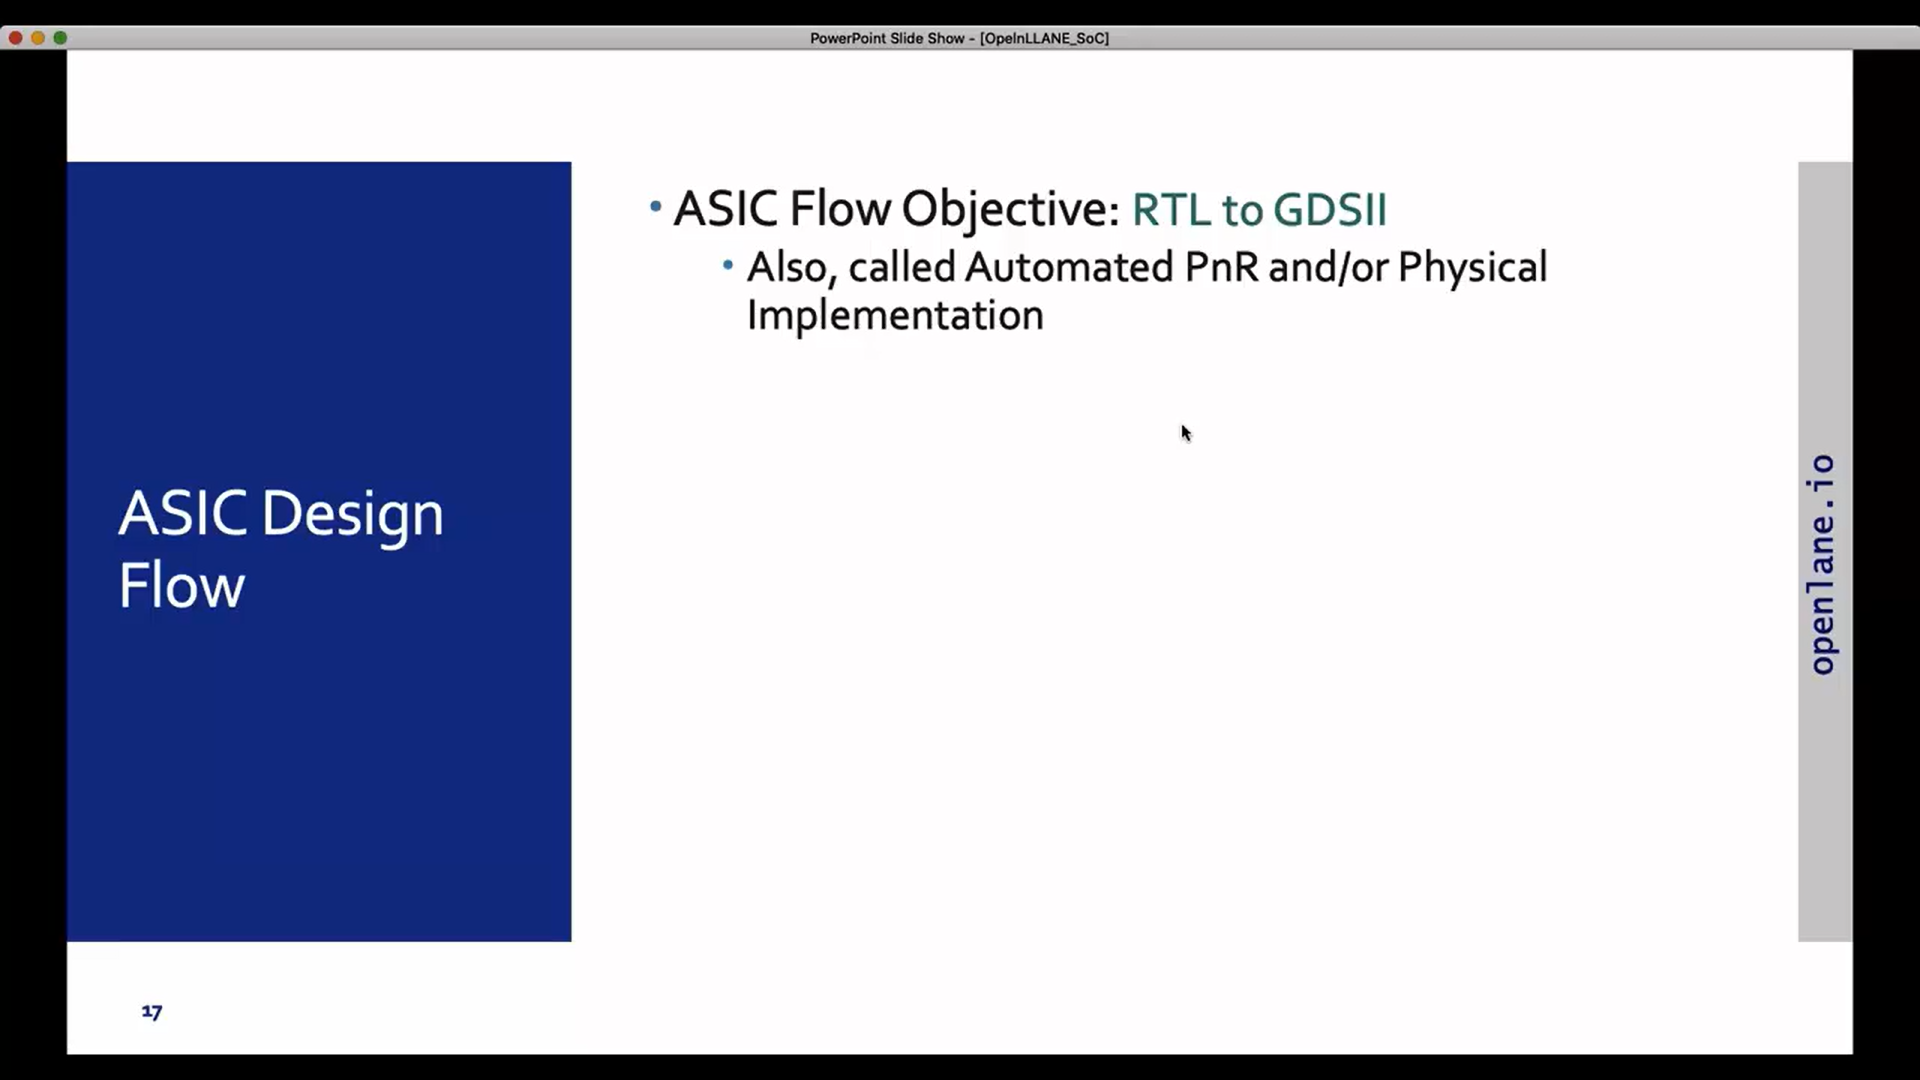 PowerPoint Slide Show - [OpeInLLANE_SoC]
ASIC Design
Flow
• ASIC Flow Objective: RTL to GDSII
• Also, called Automated PnR and/or Physical
Implementation
openlane.io
17